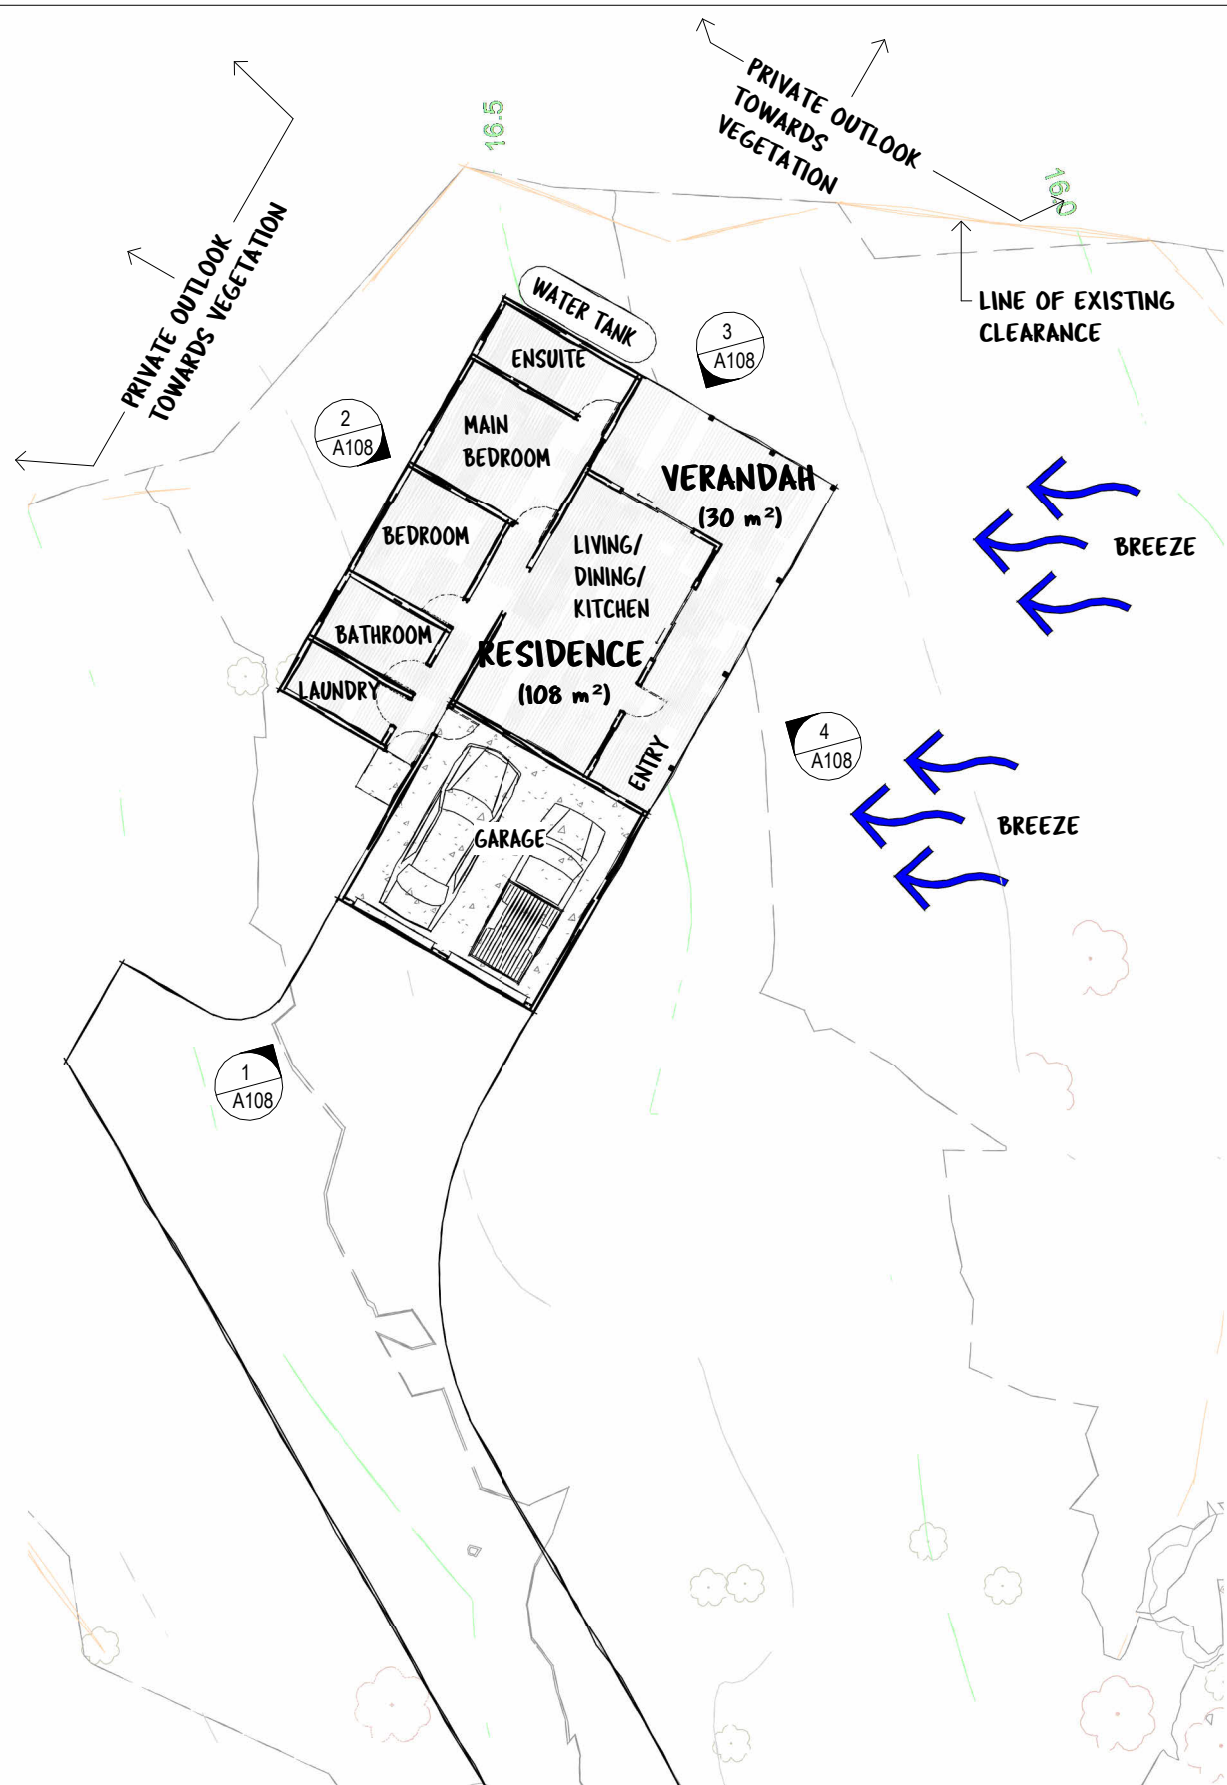 PRIVATE OUTLOOK
TOWARDS
VEGETATION
16.5
16.0
PRIVATE OUTLOOK
TOWARDS VEGETATION
LINE OF EXISTING
CLEARANCE
WATER TANK
3
A108
ENSUITE
2
A108
MAIN
BEDROOM
VERANDAH
(30 m²)
BEDROOM
LIVING/
DINING/
KITCHEN
BREEZE
BATHROOM
RESIDENCE
(108 m²)
LAUNDRY
4
A108
ENTRY
BREEZE
GARAGE
1
A108